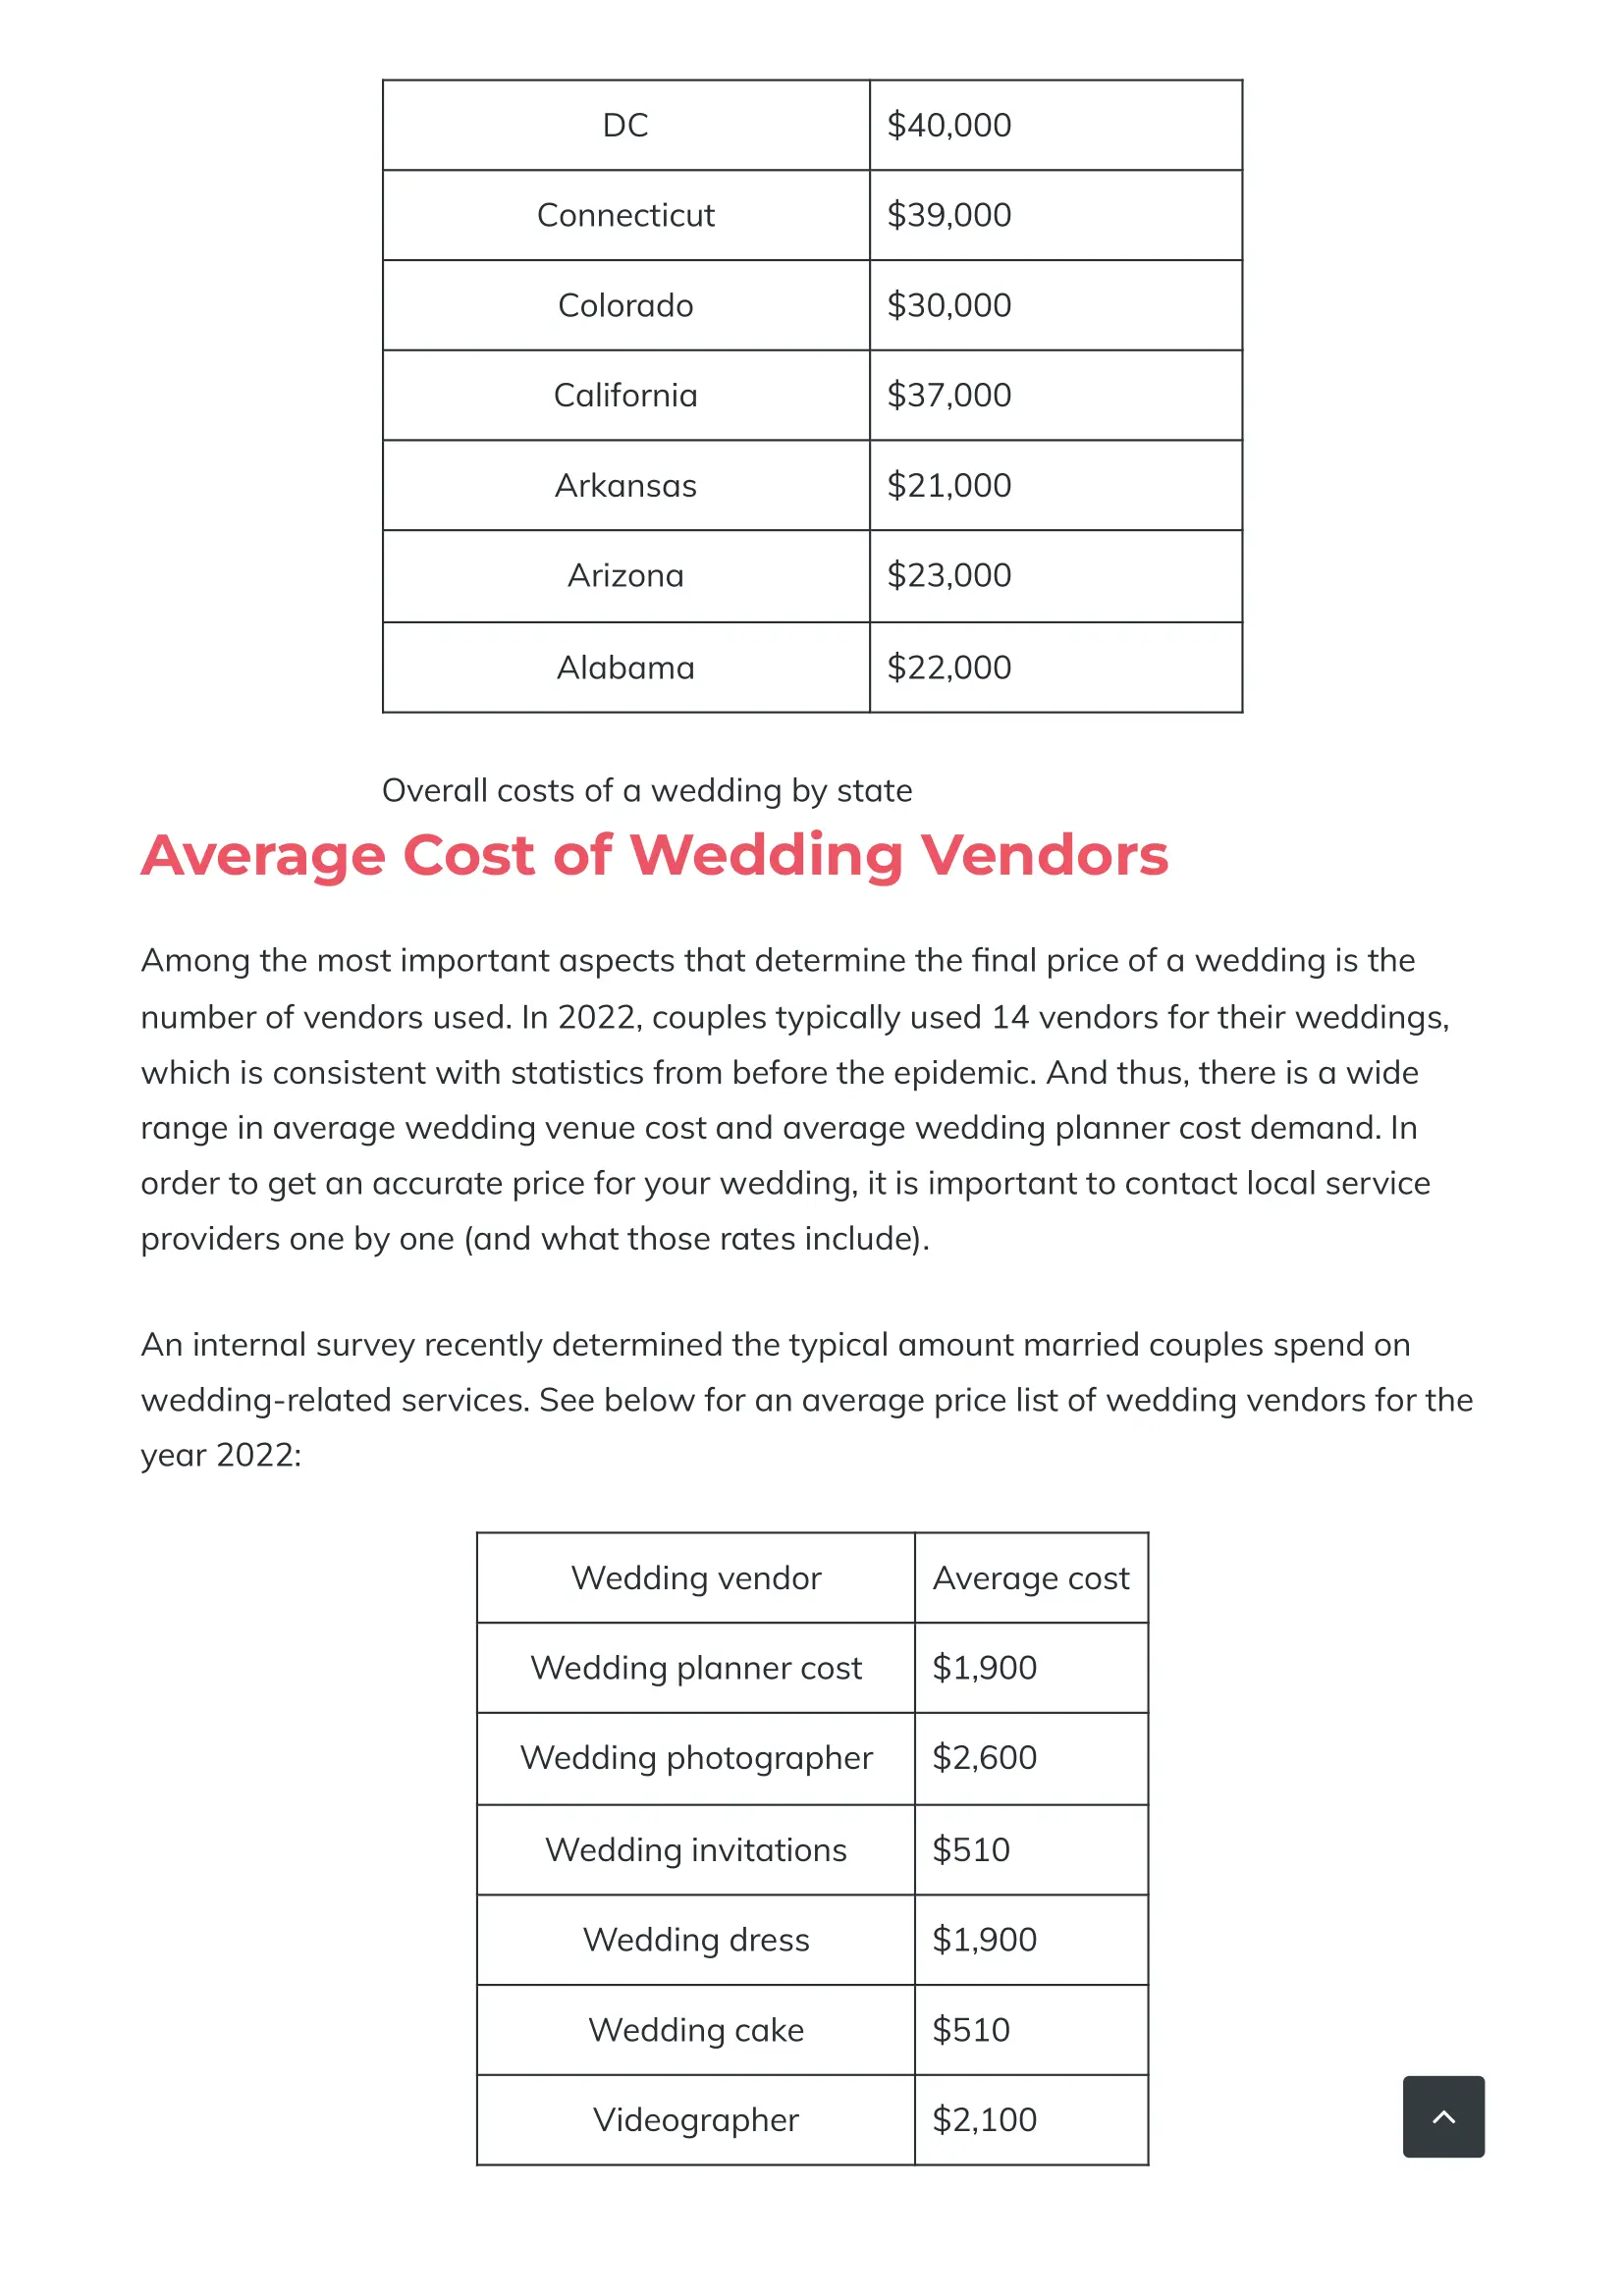 DC $40,000
Connecticut $39,000
Colorado $30,000
California $37,000
Arkansas $21,000
Arizona $23,000
Alabama $22,000
Overall costs of a wedding by state
Average Cost of Wedding Vendors
Among the most important aspects that determine the final price of a wedding is the
number of vendors used. In 2022, couples typically used 14 vendors for their weddings,
which is consistent with statistics from before the epidemic. And thus, there is a wide
range in average wedding venue cost and average wedding planner cost demand. In
order to get an accurate price for your wedding, it is important to contact local service
providers one by one (and what those rates include).
An internal survey recently determined the typical amount married couples spend on
wedding-related services. See below for an average price list of wedding vendors for the
year 2022:
Wedding vendor Average cost
Wedding planner cost $1,900
Wedding photographer $2,600
Wedding invitations $510
Wedding dress $1,900
Wedding cake $510
Videographer $2,100